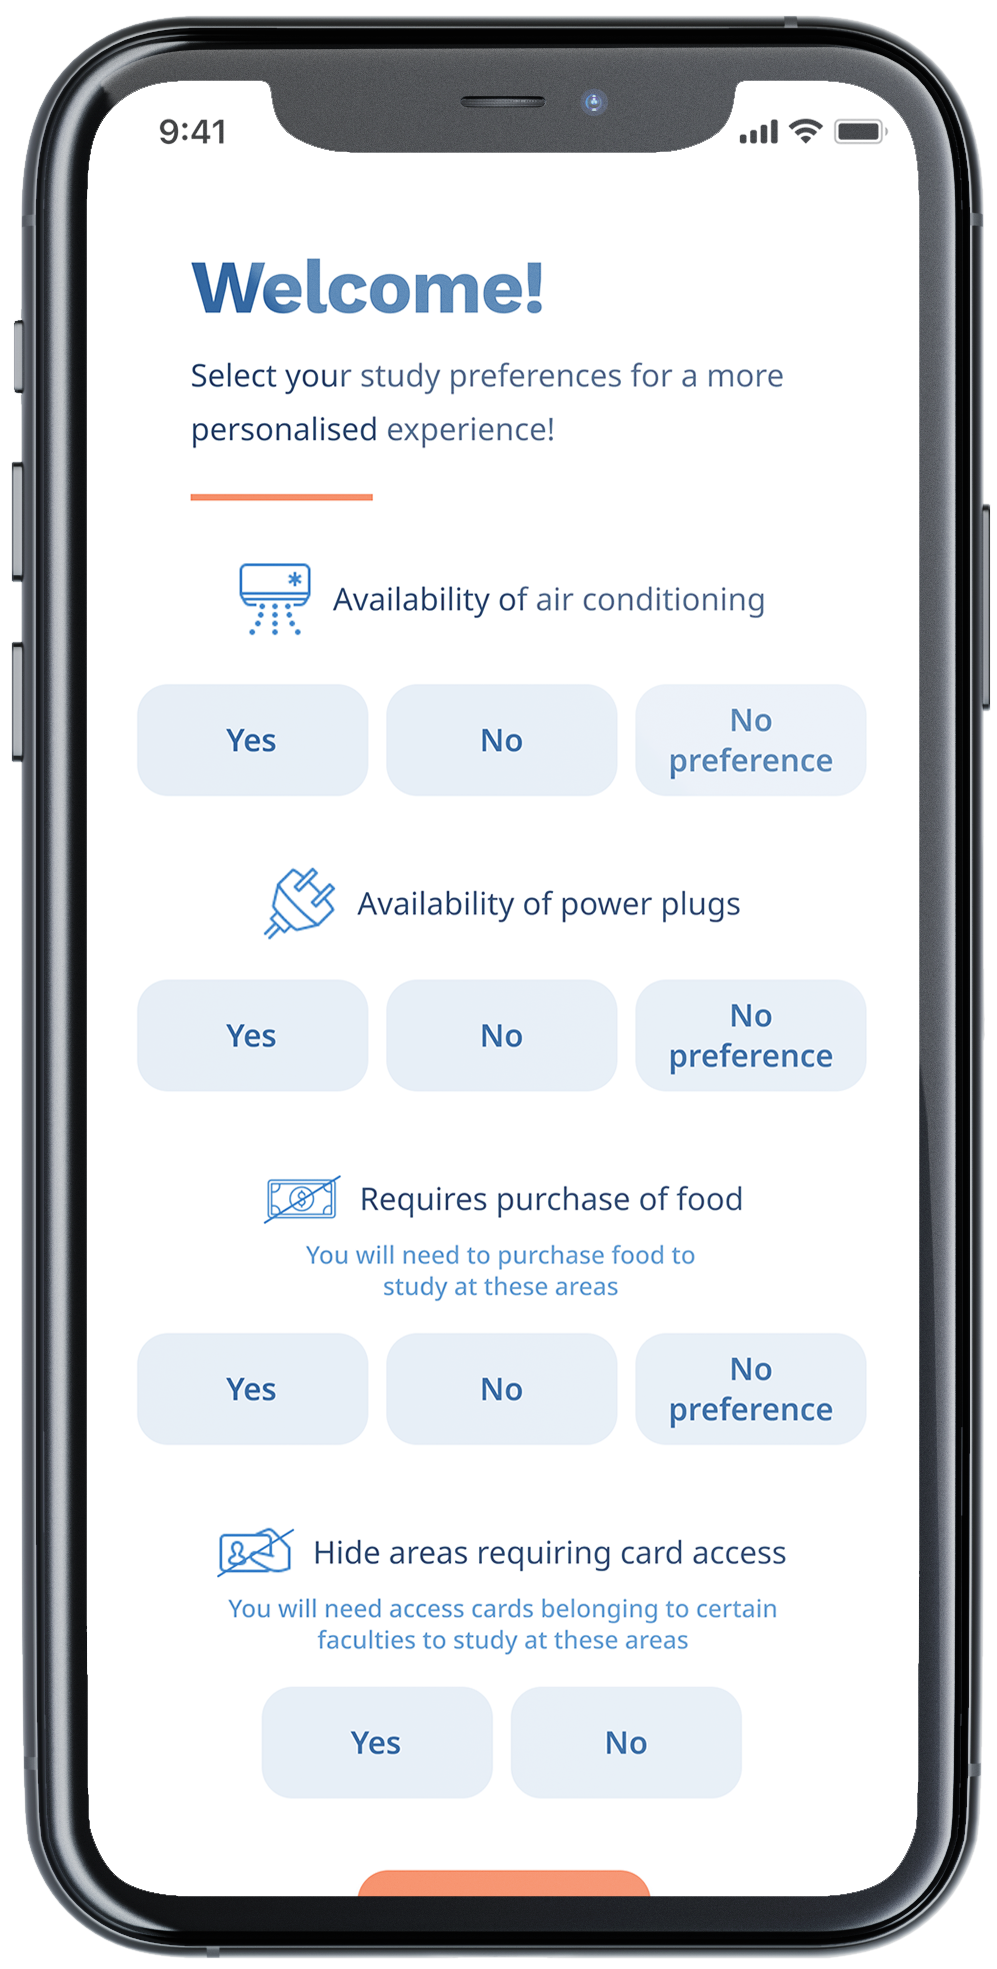 9:41
Welcome!
Select your study preferences for a more
personalised experience!
Availability of air conditioning
Yes
No
No
preference
Availability of power plugs
Yes
No
No
preference
$
Requires purchase of food
You will need to purchase food to
study at these areas
Yes
No
No
preference
Hide areas requiring card access
You will need access cards belonging to certain
faculties to study at these areas
Yes
No